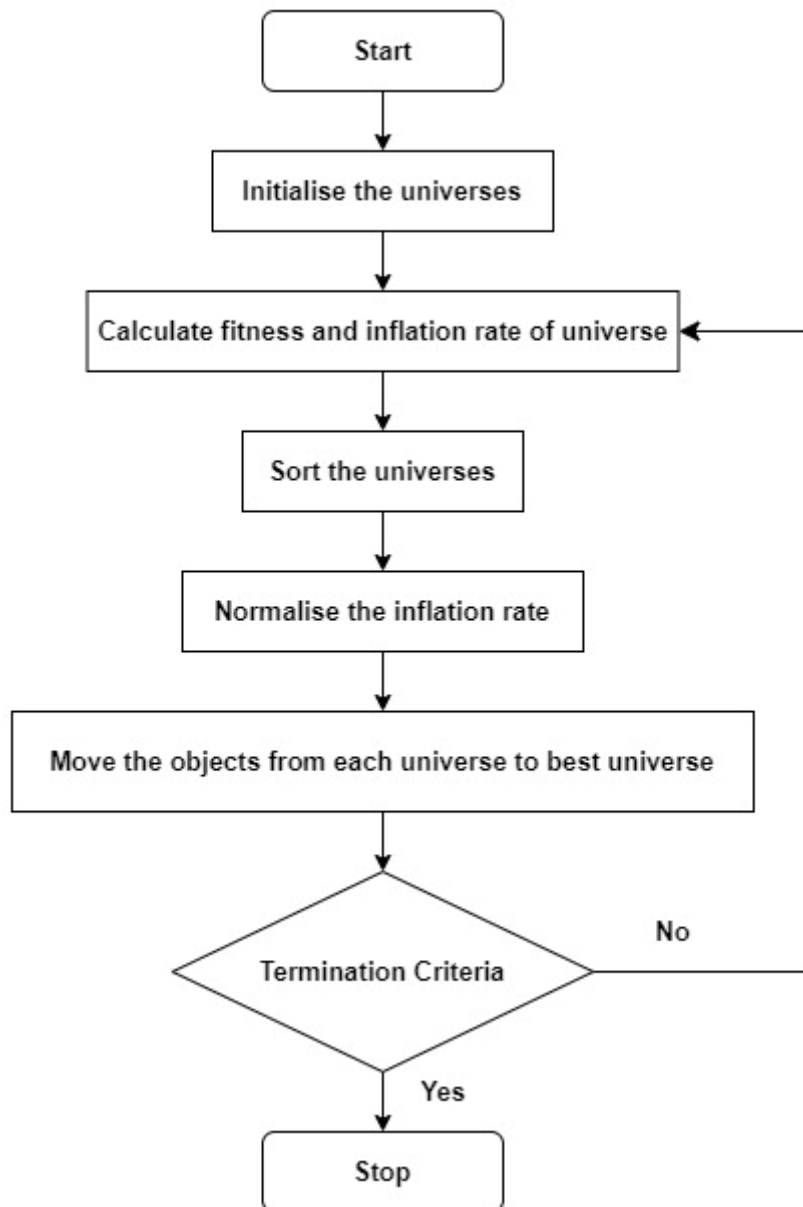 Start
Initialise the universes
Calculate fitness and inflation rate of universe
Sort the universes
Normalise the inflation rate
Move the objects from each universe to best universe
Termination Criteria
No
Yes
Stop